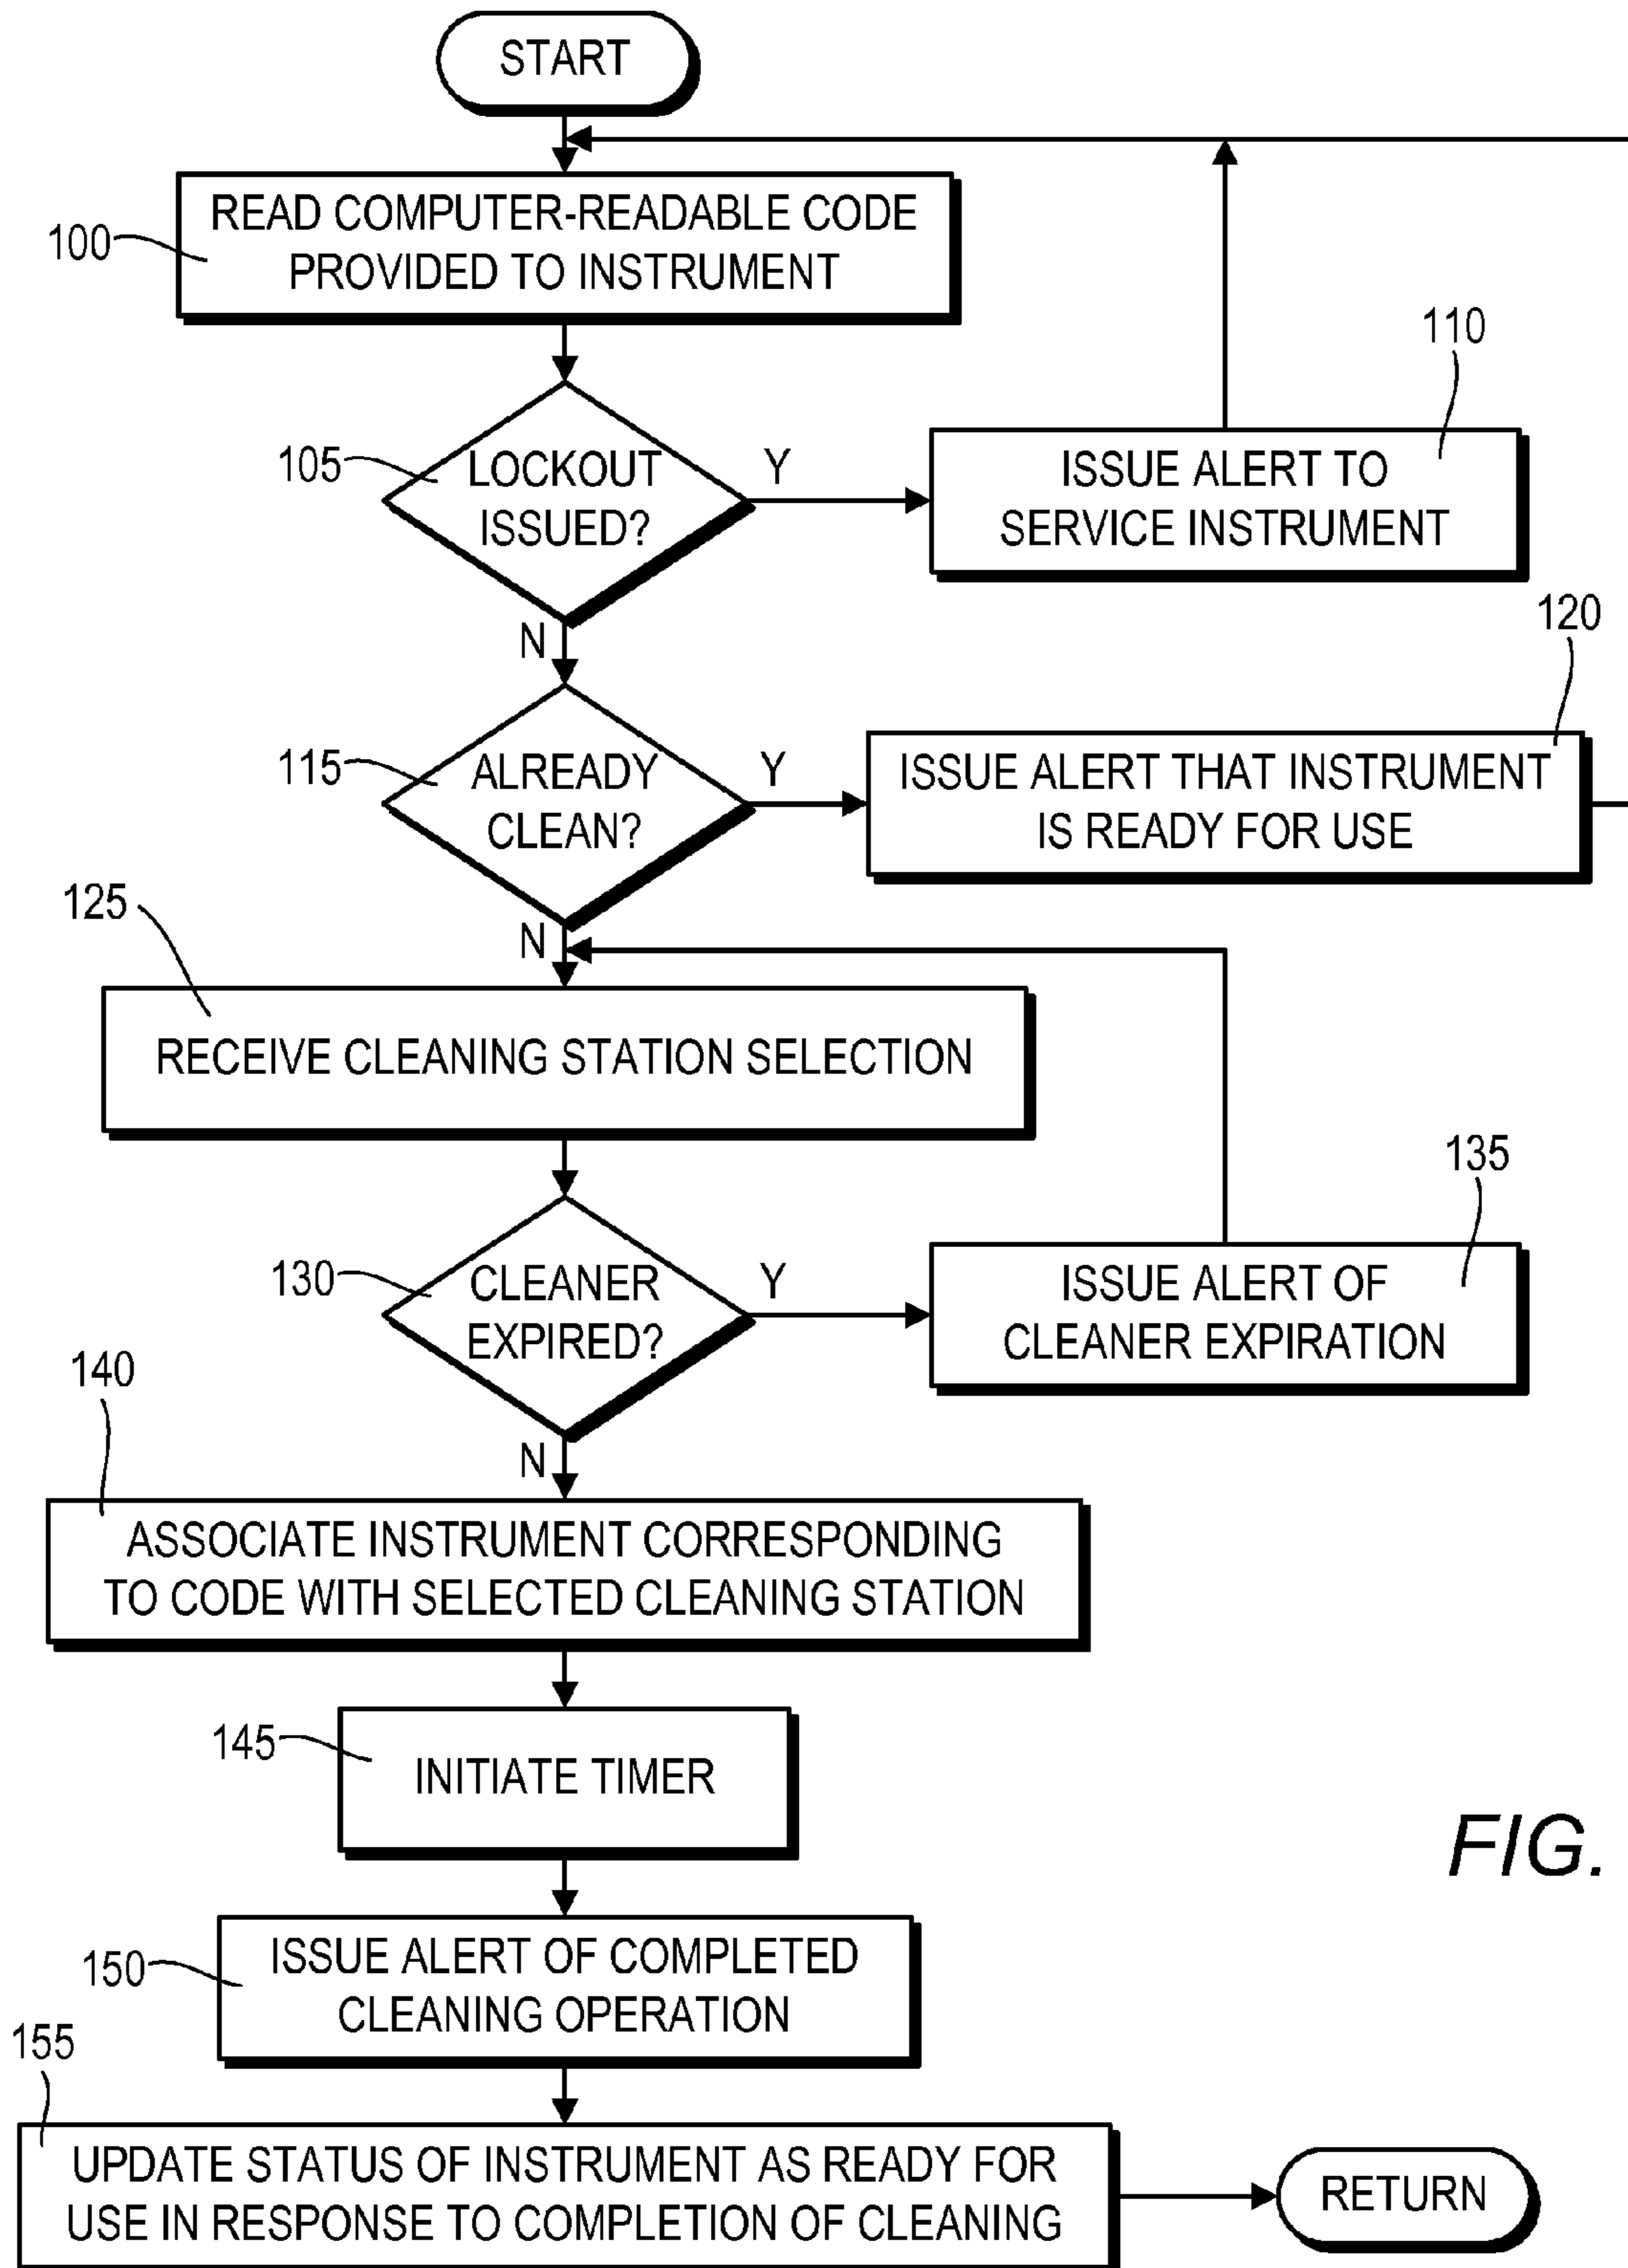 START
READ COMPUTER-READABLE CODE
PROVIDED TO INSTRUMENT
100
110
105
LOCKOUT
ISSUED?
Y
ISSUE ALERT TO
SERVICE INSTRUMENT
N
120
115
ALREADY
CLEAN?
Y
ISSUE ALERT THAT INSTRUMENT
IS READY FOR USE
125
N
RECEIVE CLEANING STATION SELECTION
135
130
CLEANER
EXPIRED?
Y
ISSUE ALERT OF
CLEANER EXPIRATION
140
N
ASSOCIATE INSTRUMENT CORRESPONDING
TO CODE WITH SELECTED CLEANING STATION
145
INITIATE TIMER
FIG.
150
ISSUE ALERT OF COMPLETED
CLEANING OPERATION
155
UPDATE STATUS OF INSTRUMENT AS READY FOR
USE IN RESPONSE TO COMPLETION OF CLEANING
RETURN